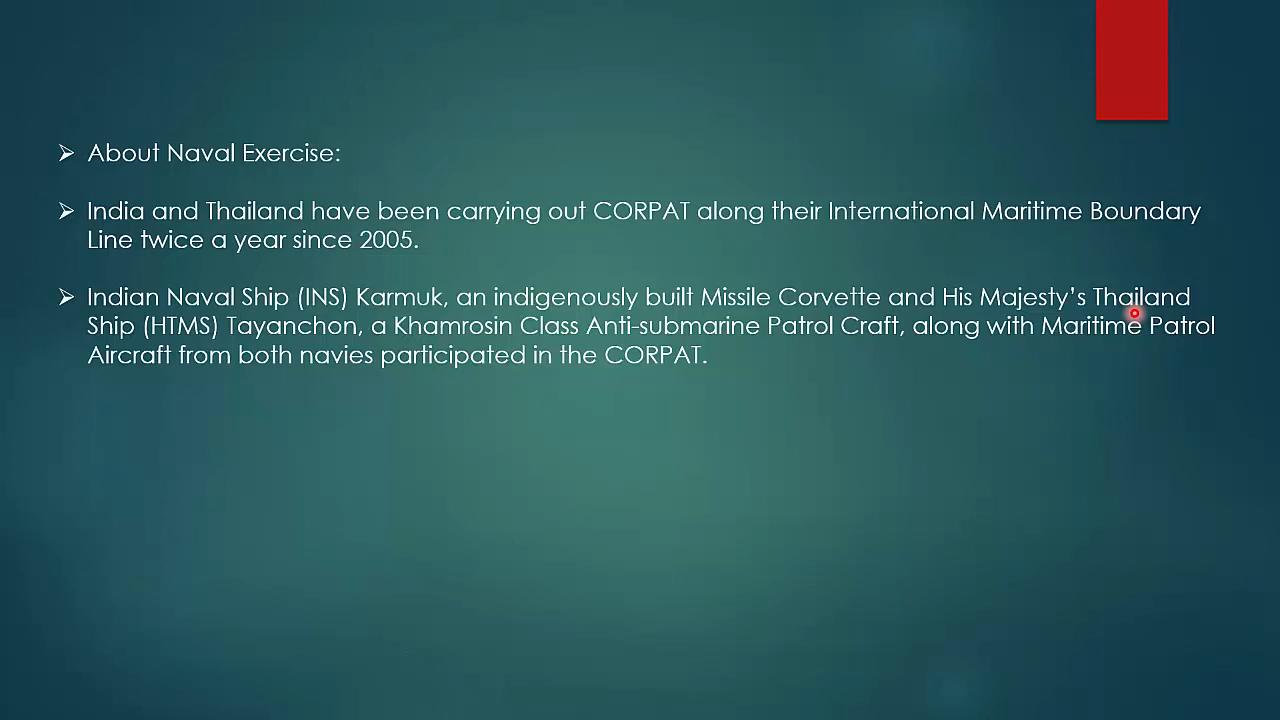 About Naval Exercise:
India and Thailand have been carrying out CORPAT along their International Maritime Boundary
Line twice a year since 2005.
Indian Naval Ship (INS) Karmuk, an indigenously built Missile Corvette and His Majesty’s Thailand
Ship (HTMS) Tayanchon, a Khamrosin Class Anti-submarine Patrol Craft, along with Maritime Patrol
Aircraft from both navies participated in the CORPAT.